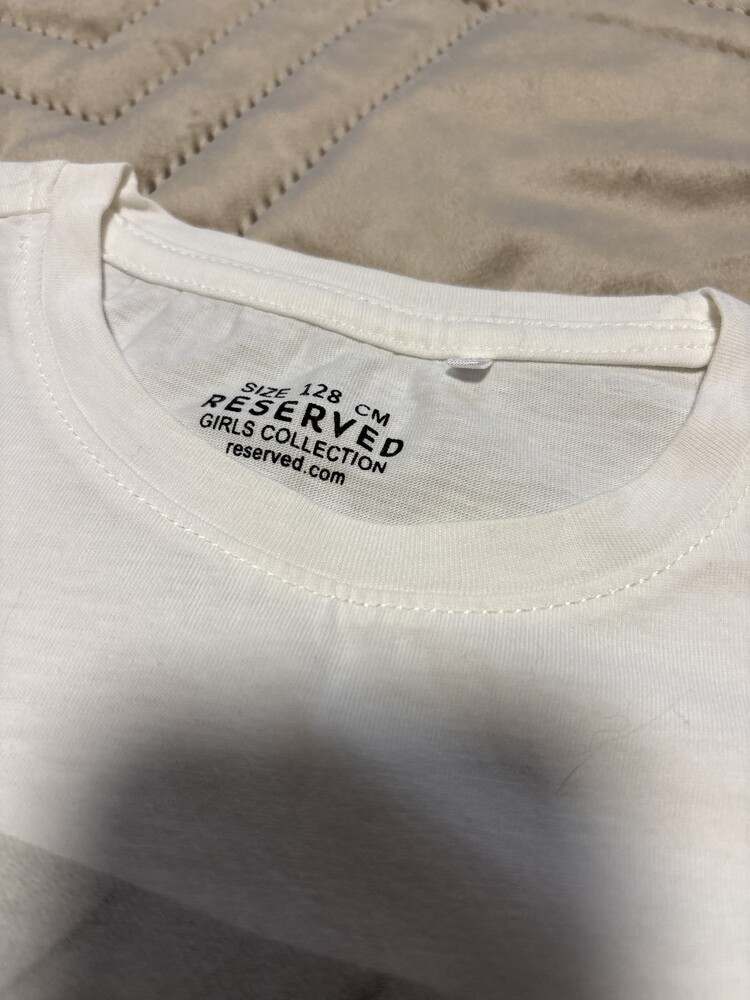 SIZE 128 CM
RESERVED
GIRLS COLLECTION
reserved.com